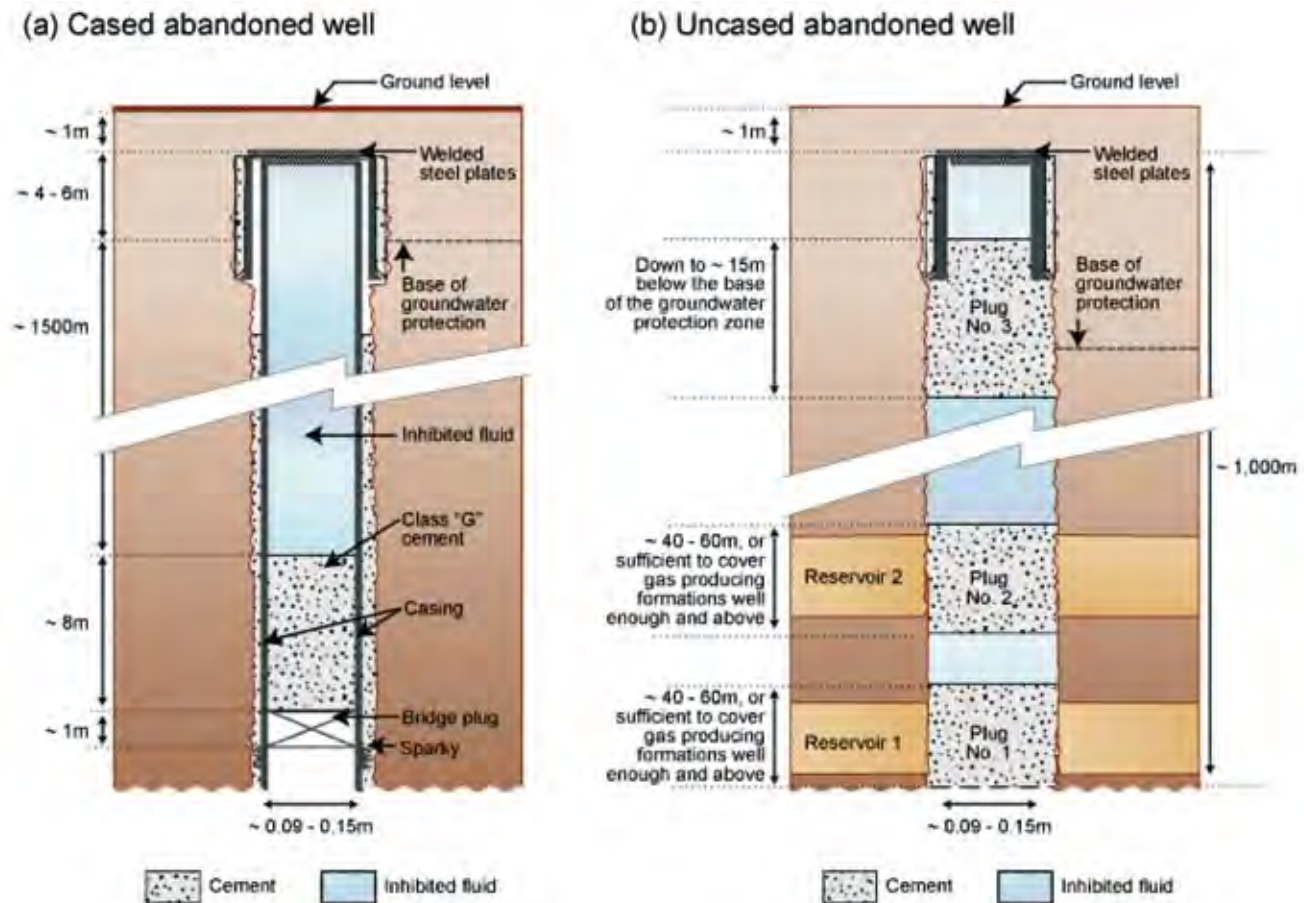 (a) Cased abandoned well
Ground level
~ 1m
Welded
steel plates
~ 4 - 6m
Base of
groundwater
protection
~ 1500m
Inhibited fluid
Class "G"
cement
Casing
~ 8m
Bridge plug
~ 1m
Sparky
~ 0.09 - 0.15m
Cement
Inhibited fluid
(b) Uncased abandoned well
Ground level
~ 1m
Welded
steel plates
Down to ~ 15m
below the base
of the groundwater
protection zone
Base of
groundwater
protection
Plug
No. 3
~ 1,000m
~ 40 - 60m, or
sufficient to cover
gas producing
formations well
enough and above
Reservoir 2
Plug
No. 2
~ 40 - 60m, or
sufficient to cover
gas producing
formations well
enough and above
Reservoir 1
Plug
No. 1
~ 0.09 - 0.15m
Cement
Inhibited fluid